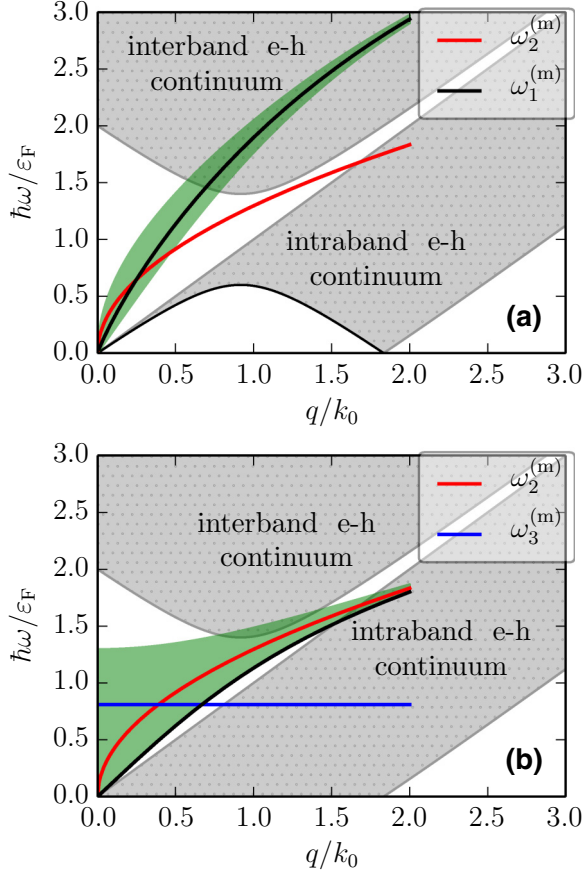 3.0
2.5
2.0
1.5
1.0
0.5
0.0
ħω/ε_F
interband e-h
continuum
ω₂^(m)
ω₁^(m)
intraband e-h
continuum
(a)
0.0 0.5 1.0 1.5 2.0 2.5 3.0
q/k₀
3.0
2.5
2.0
1.5
1.0
0.5
0.0
ħω/ε_F
interband e-h
continuum
ω₂^(m)
ω₃^(m)
intraband e-h
continuum
(b)
0.0 0.5 1.0 1.5 2.0 2.5 3.0
q/k₀